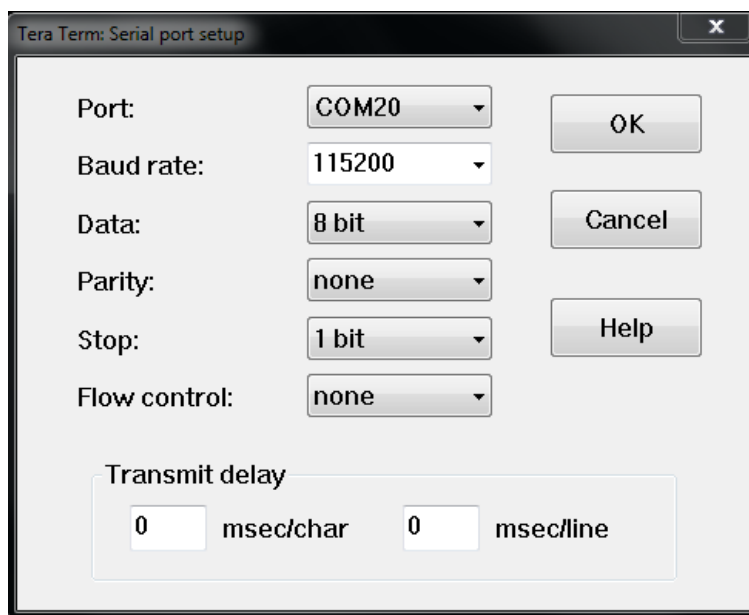 Tera Term: Serial port setup
x
Port: COM20 OK
Baud rate: 115200
Data: 8 bit Cancel
Parity: none
Stop: 1 bit Help
Flow control: none
Transmit delay
0 msec/char 0 msec/line